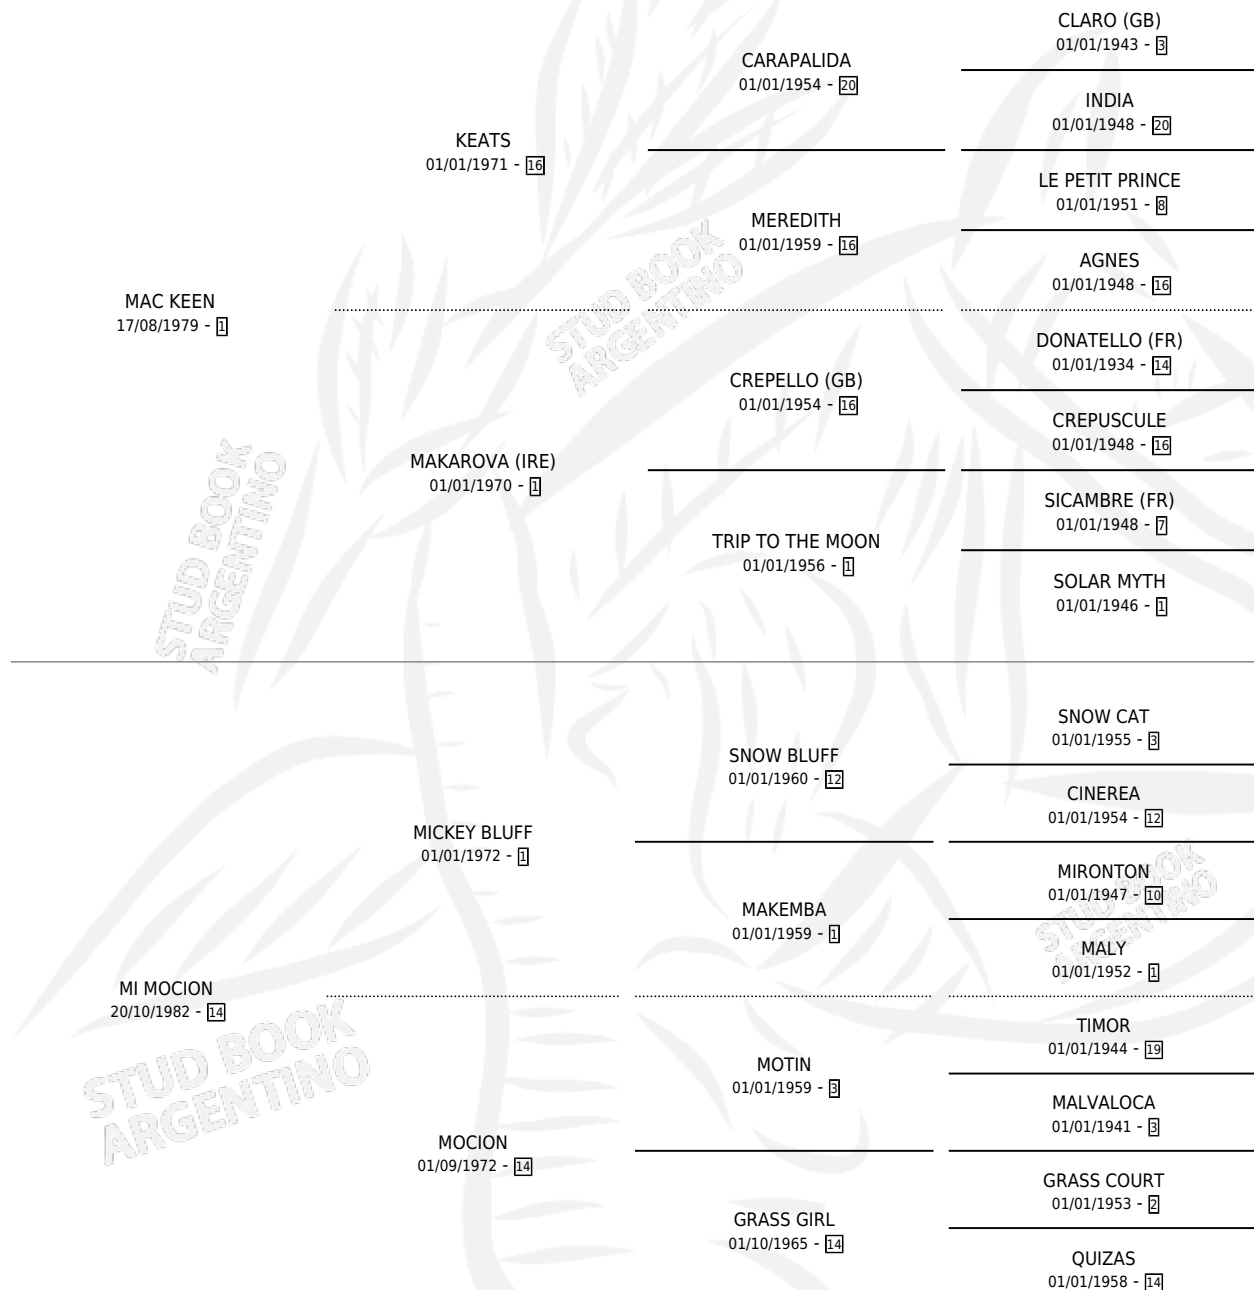 CLARO (GB)
01/01/1943 - 3
CARAPALIDA
01/01/1954 - 20
INDIA
01/01/1948 - 20
KEATS
01/01/1971 - 16
LE PETIT PRINCE
01/01/1951 - 8
MEREDITH
01/01/1959 - 16
AGNES
01/01/1948 - 16
MAC KEEN
17/08/1979 - 1
DONATELLO (FR)
01/01/1934 - 14
CREPELLO (GB)
01/01/1954 - 16
CREPUSCULE
01/01/1948 - 16
MAKAROVA (IRE)
01/01/1970 - 1
SICAMBRE (FR)
01/01/1948 - 7
TRIP TO THE MOON
01/01/1956 - 1
SOLAR MYTH
01/01/1946 - 1
SNOW CAT
01/01/1955 - 3
SNOW BLUFF
01/01/1960 - 12
CINEREA
01/01/1954 - 12
MICKEY BLUFF
01/01/1972 - 1
MIRONTON
01/01/1947 - 10
MAKEMBA
01/01/1959 - 1
MALY
01/01/1952 - 1
MI MOCION
20/10/1982 - 14
TIMOR
01/01/1944 - 19
MOTIN
01/01/1959 - 3
MALVALOCA
01/01/1941 - 3
MOCION
01/09/1972 - 14
GRASS COURT
01/01/1953 - 2
GRASS GIRL
01/10/1965 - 14
QUIZAS
01/01/1958 - 14
STUD BOOK
ARGENTINO
STUD BOOK
ARGENTINO
STUD BOOK
ARGENTINO
STUD BOOK
ARGENTINO